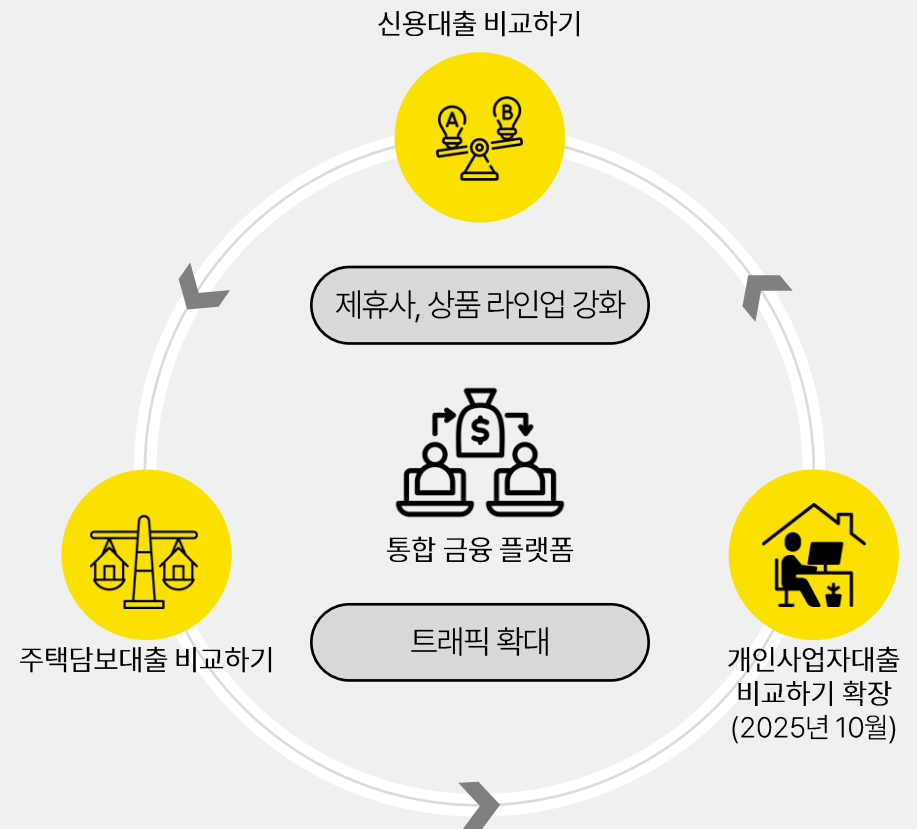 신용대출 비교하기
A
B
제휴사, 상품 라인업 강화
$
통합 금융 플랫폼
트래픽 확대
주택담보대출 비교하기
개인사업자대출
비교하기 확장
(2025년 10월)